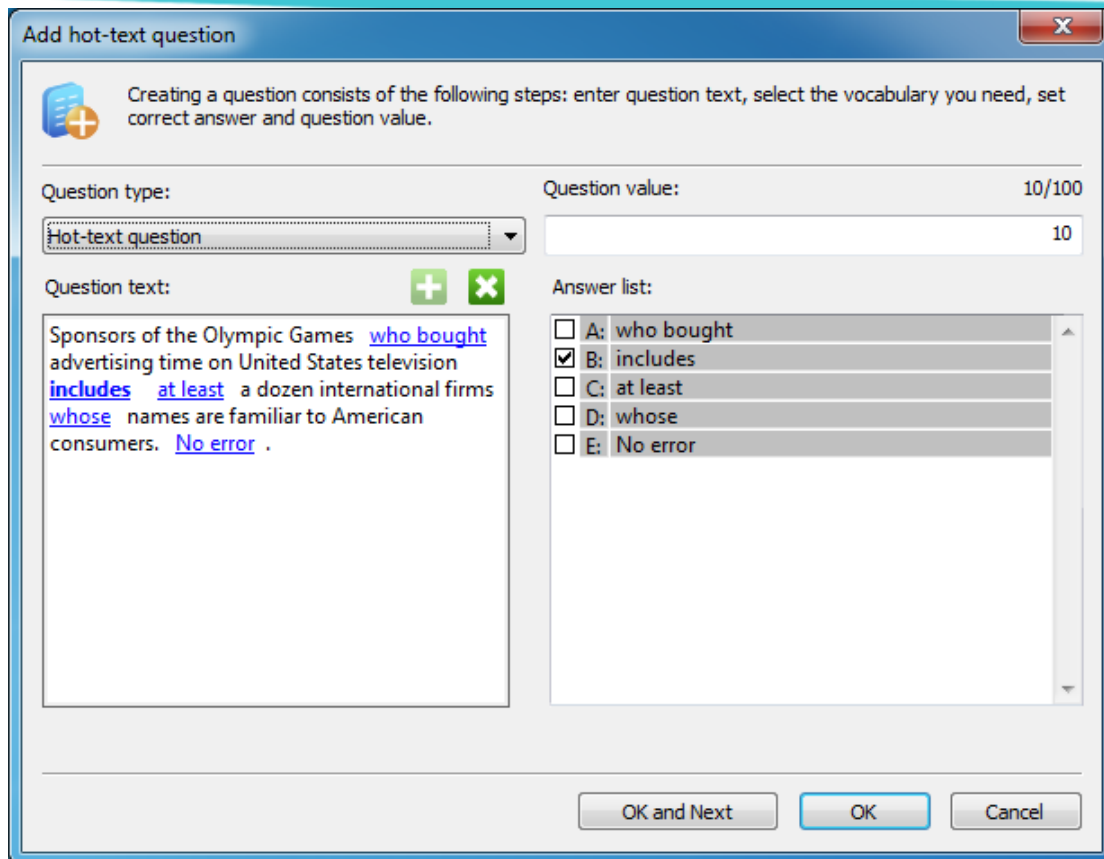 Add hot-text question
Creating a question consists of the following steps: enter question text, select the vocabulary you need, set
correct answer and question value.
Question type:
Question value:
10/100
Hot-text question
10
Question text:
Answer list:
Sponsors of the Olympic Games who bought
advertising time on United States television
includes at least a dozen international firms
whose names are familiar to American
consumers. No error .
A: who bought
B: includes
C: at least
D: whose
E: No error
OK and Next
OK
Cancel